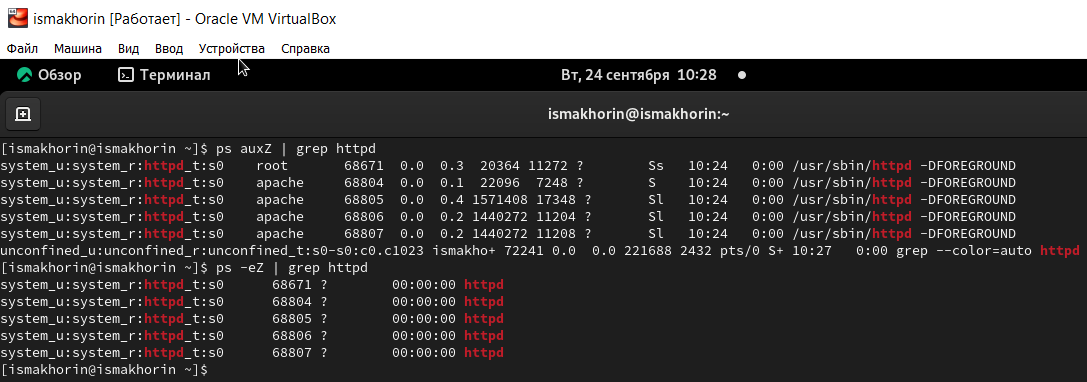 ismakhorin [Работает] - Oracle VM VirtualBox
Файл Машина Вид Ввод Устройства Справка
Обзор Терминал Вт, 24 сентября 10:28
ismakhorin@ismakhorin:~
[ismakhorin@ismakhorin ~]$ ps auxZ | grep httpd
system_u:system_r:httpd_t:s0 root 68671 0.0 0.3 20364 11272 ? Ss 10:24 0:00 /usr/sbin/httpd -DFOREGROUND
system_u:system_r:httpd_t:s0 apache 68804 0.0 0.1 22096 7248 ? S 10:24 0:00 /usr/sbin/httpd -DFOREGROUND
system_u:system_r:httpd_t:s0 apache 68805 0.0 0.4 1571408 17348 ? Sl 10:24 0:00 /usr/sbin/httpd -DFOREGROUND
system_u:system_r:httpd_t:s0 apache 68806 0.0 0.2 1440272 11204 ? Sl 10:24 0:00 /usr/sbin/httpd -DFOREGROUND
system_u:system_r:httpd_t:s0 apache 68807 0.0 0.2 1440272 11208 ? Sl 10:24 0:00 /usr/sbin/httpd -DFOREGROUND
unconfined_u:unconfined_r:unconfined_t:s0-s0:c0.c1023 ismakho+ 72241 0.0 0.0 221688 2432 pts/0 S+ 10:27 0:00 grep --color=auto httpd
[ismakhorin@ismakhorin ~]$ ps -eZ | grep httpd
system_u:system_r:httpd_t:s0 68671 ? 00:00:00 httpd
system_u:system_r:httpd_t:s0 68804 ? 00:00:00 httpd
system_u:system_r:httpd_t:s0 68805 ? 00:00:00 httpd
system_u:system_r:httpd_t:s0 68806 ? 00:00:00 httpd
system_u:system_r:httpd_t:s0 68807 ? 00:00:00 httpd
[ismakhorin@ismakhorin ~]$